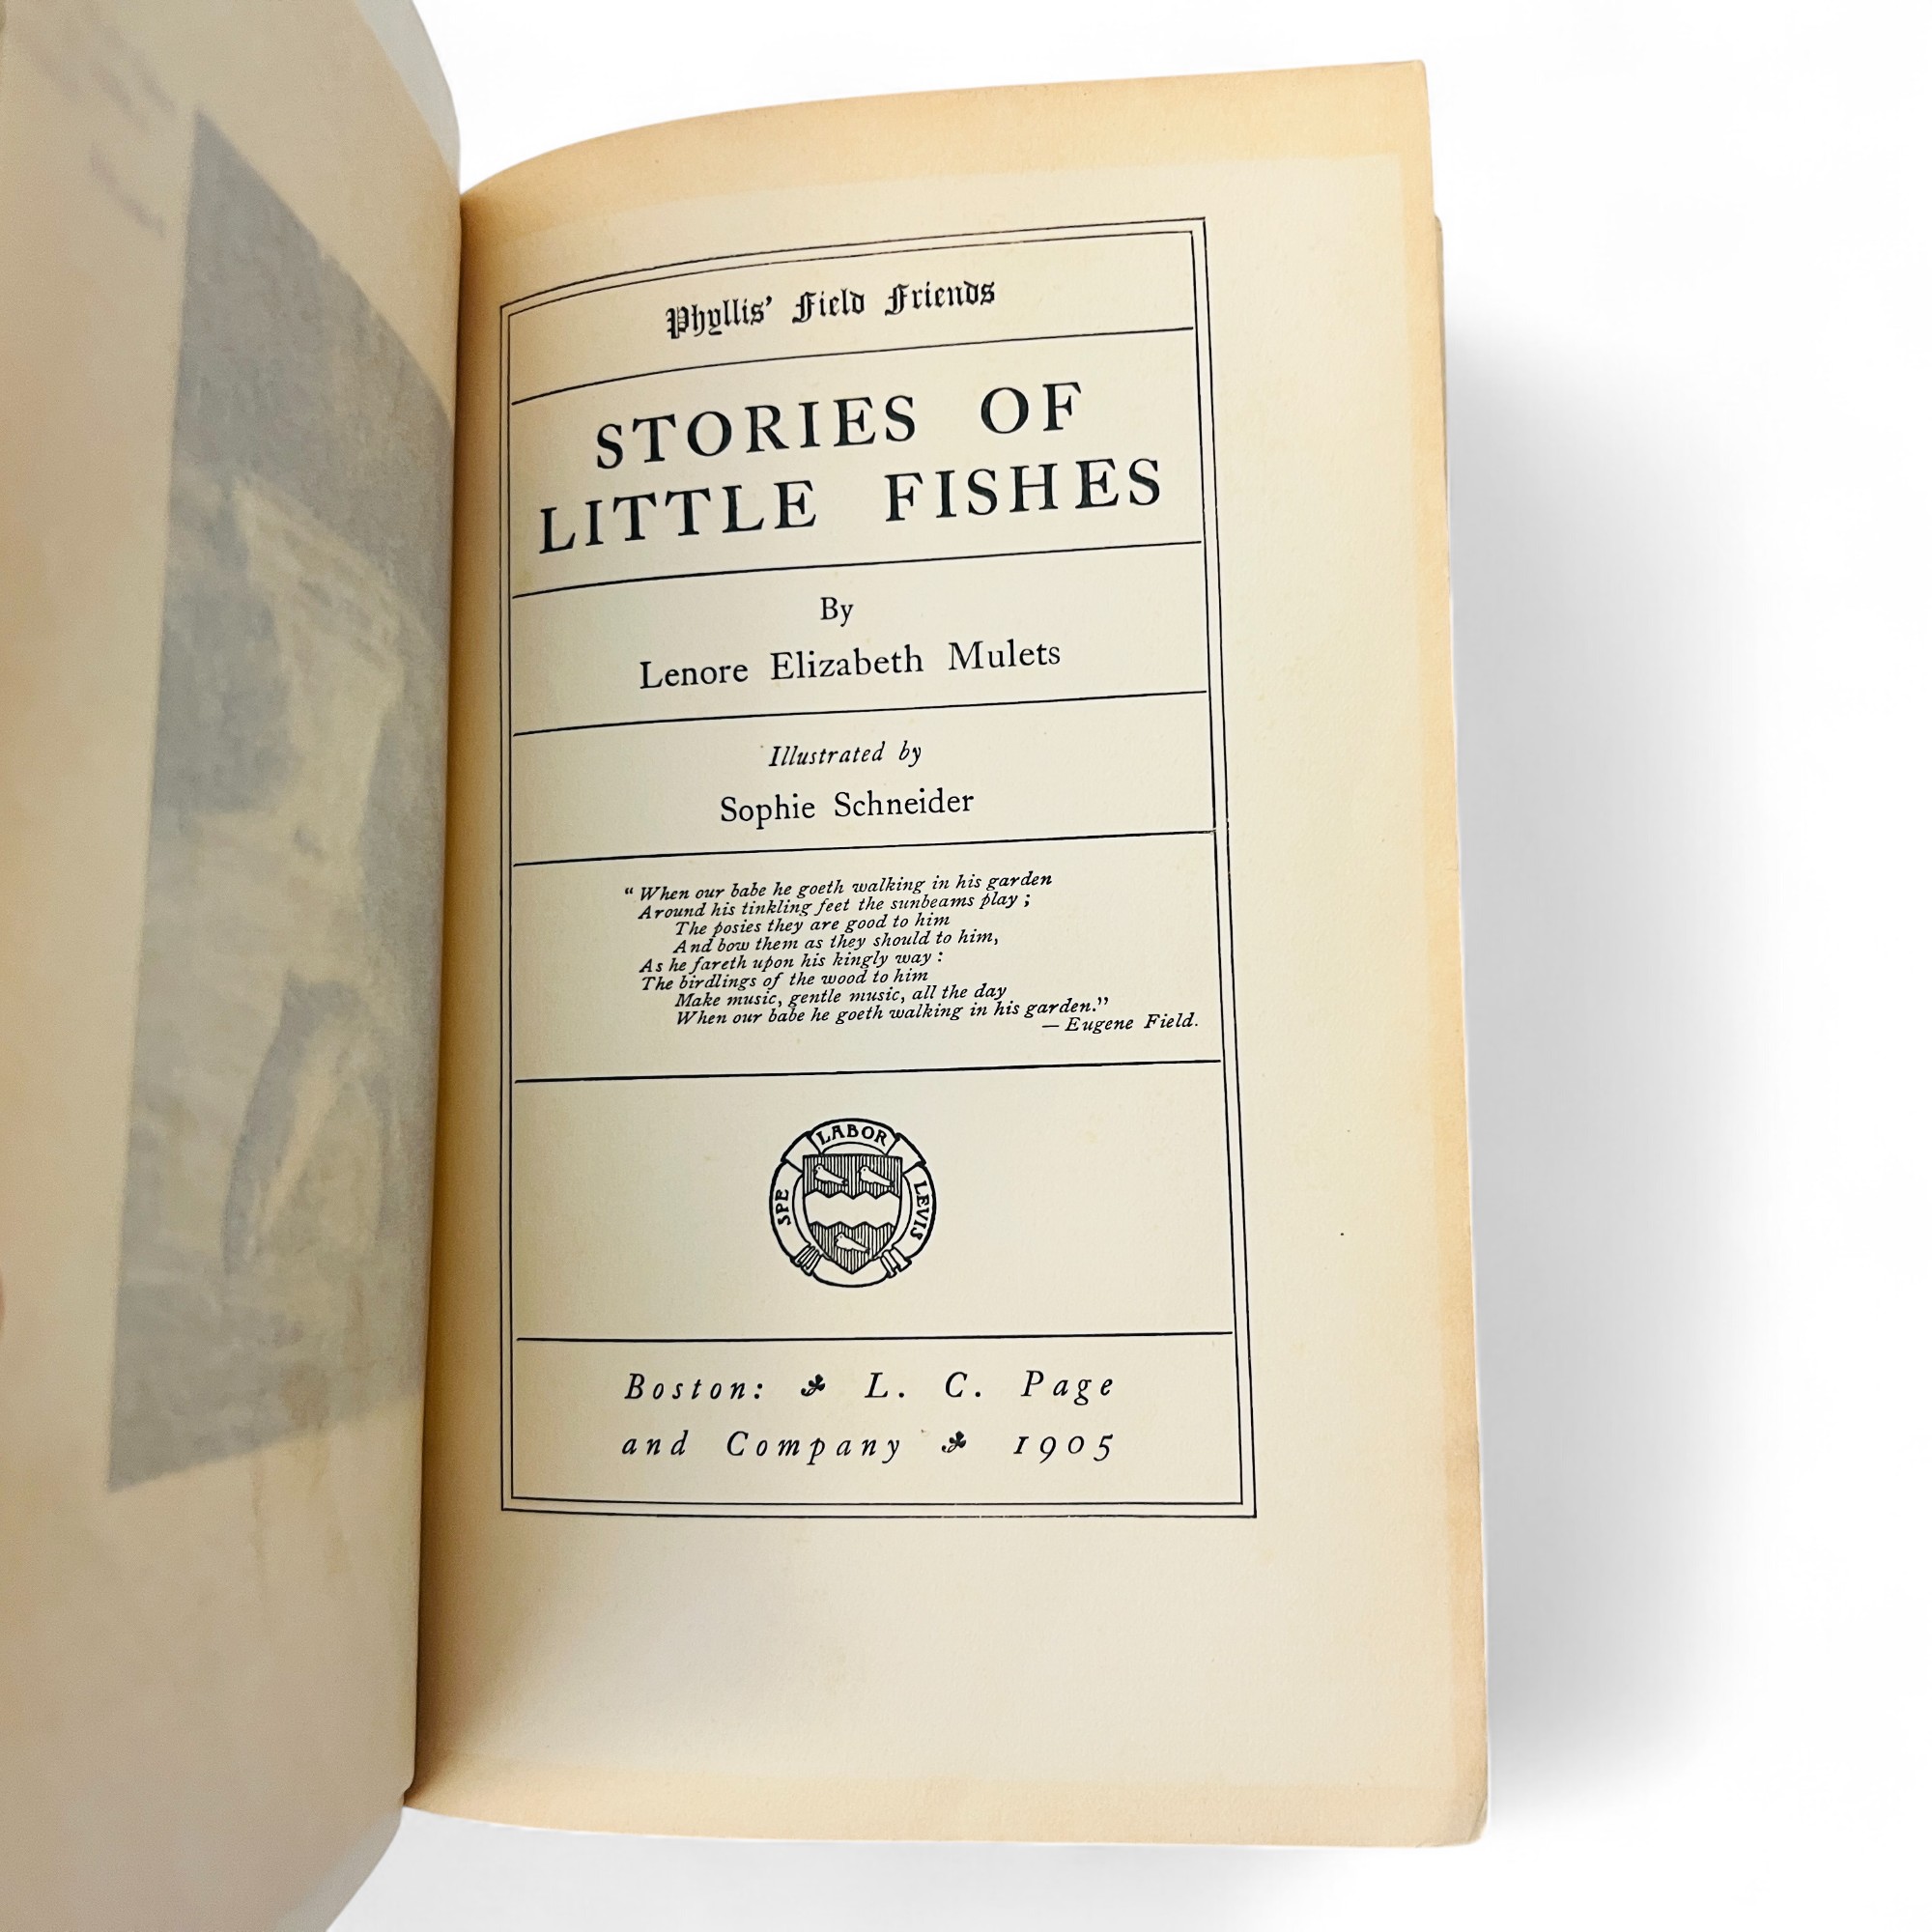 Phyllis' Field Friends
STORIES OF
LITTLE FISHES
By
Lenore Elizabeth Mulets
Illustrated by
Sophie Schneider
“ When our babe he goeth walking in his garden
Around his tinkling feet the sunbeams play ;
The posies they are good to him
And bow them as they should to him,
As he fareth upon his kingly way :
The birdlings of the wood to him
Make music, gentle music, all the day
When our babe he goeth walking in his garden.”
— Eugene Field.
SPE LABOR LEVIS
Boston: L. C. Page
and Company 1905